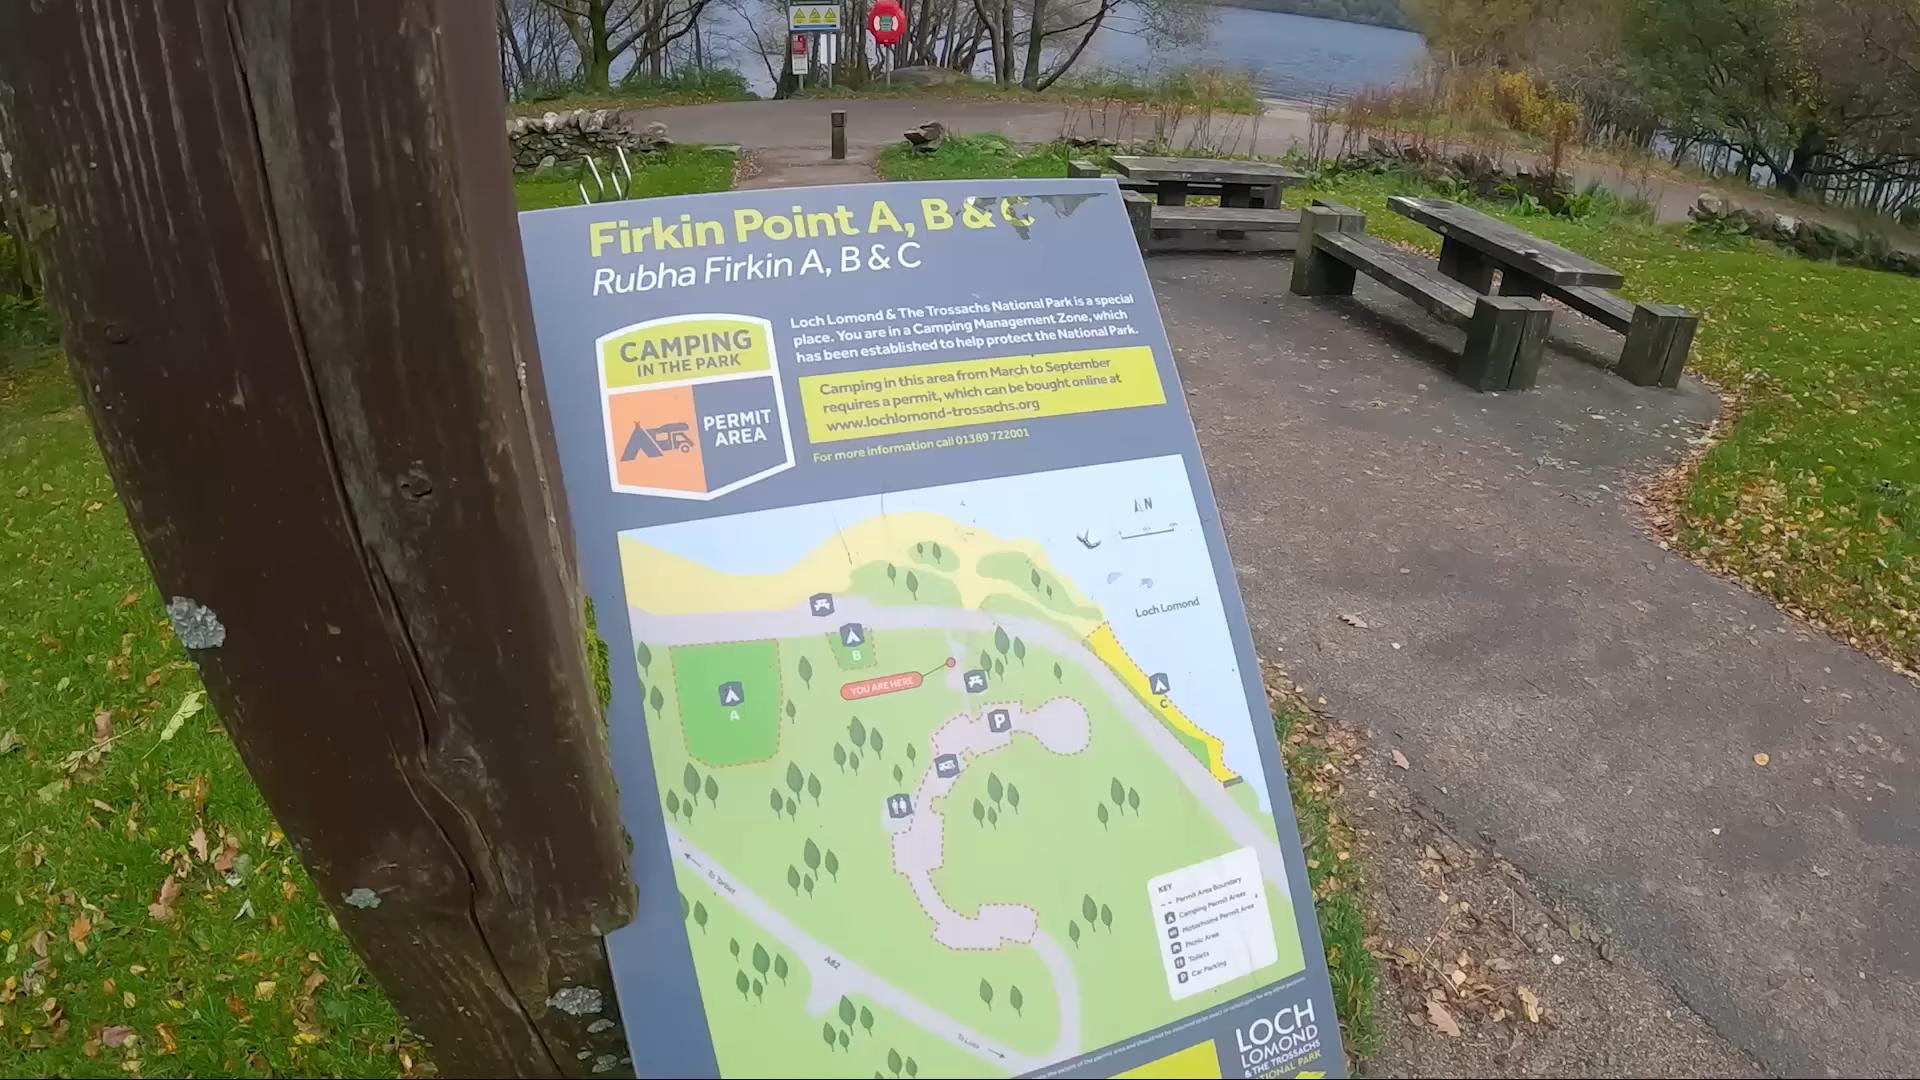 Firkin Point A, B & C
Rubha Firkin A, B & C
CAMPING
IN THE PARK
PERMIT
AREA
Loch Lomond & The Trossachs National Park is a special
place. You are in a Camping Management Zone, which
has been established to help protect the National Park.
Camping in this area from March to September
requires a permit, which can be bought online at
www.lochlomond-trossachs.org
For more information call 01389 722001
N
Loch Lomond
B
A
C
YOU ARE HERE
P
To Tarbet
A82
To Luss
KEY
Permit Area Boundary
Camping Permit Areas
Motorhome Permit Area
Picnic Area
Toilets
P Car Parking
LOCH
LOMOND
& THE TROSSACHS
NATIONAL PARK